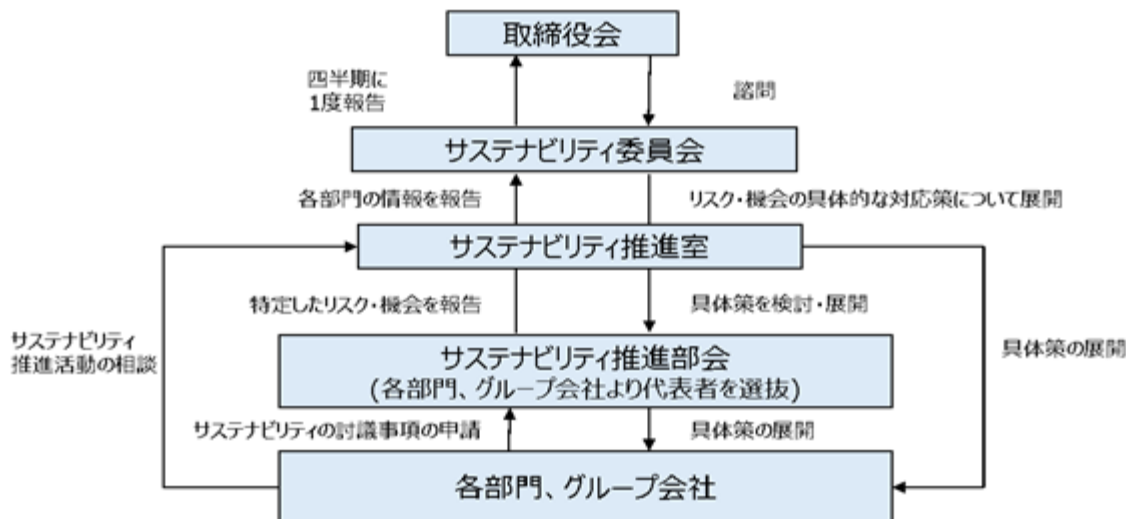 取締役会
四半期に
1度報告
諮問
サステナビリティ委員会
各部門の情報を報告
リスク・機会の具体的な対応策について展開
サステナビリティ推進室
特定したリスク・機会を報告
具体策を検討・展開
サステナビリティ
推進活動の相談
具体策の展開
サステナビリティ推進部会
(各部門、グループ会社より代表者を選抜)
サステナビリティの討議事項の申請
具体策の展開
各部門、グループ会社